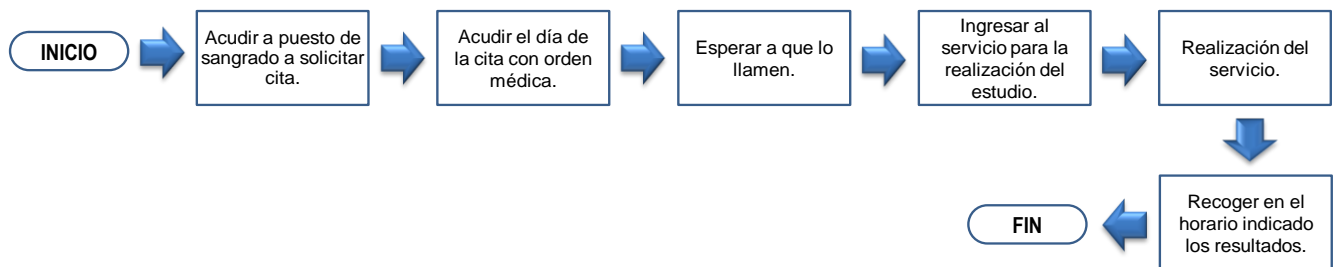 INICIO
Acudir a puesto de
sangrado a solicitar
cita.
Acudir el día de
la cita con orden
médica.
Esperar a que lo
llamen.
Ingresar al
servicio para la
realización del
estudio.
Realización del
servicio.
Recoger en el
horario indicado
los resultados.
FIN